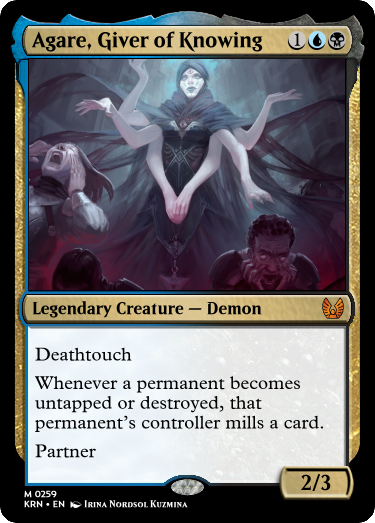 Agare, Giver of Knowing 1
Legendary Creature — Demon
Deathtouch
Whenever a permanent becomes
untapped or destroyed, that
permanent's controller mills a card.
Partner
2/3
M 0259
KRN • EN Irina Nordsol Kuzmina